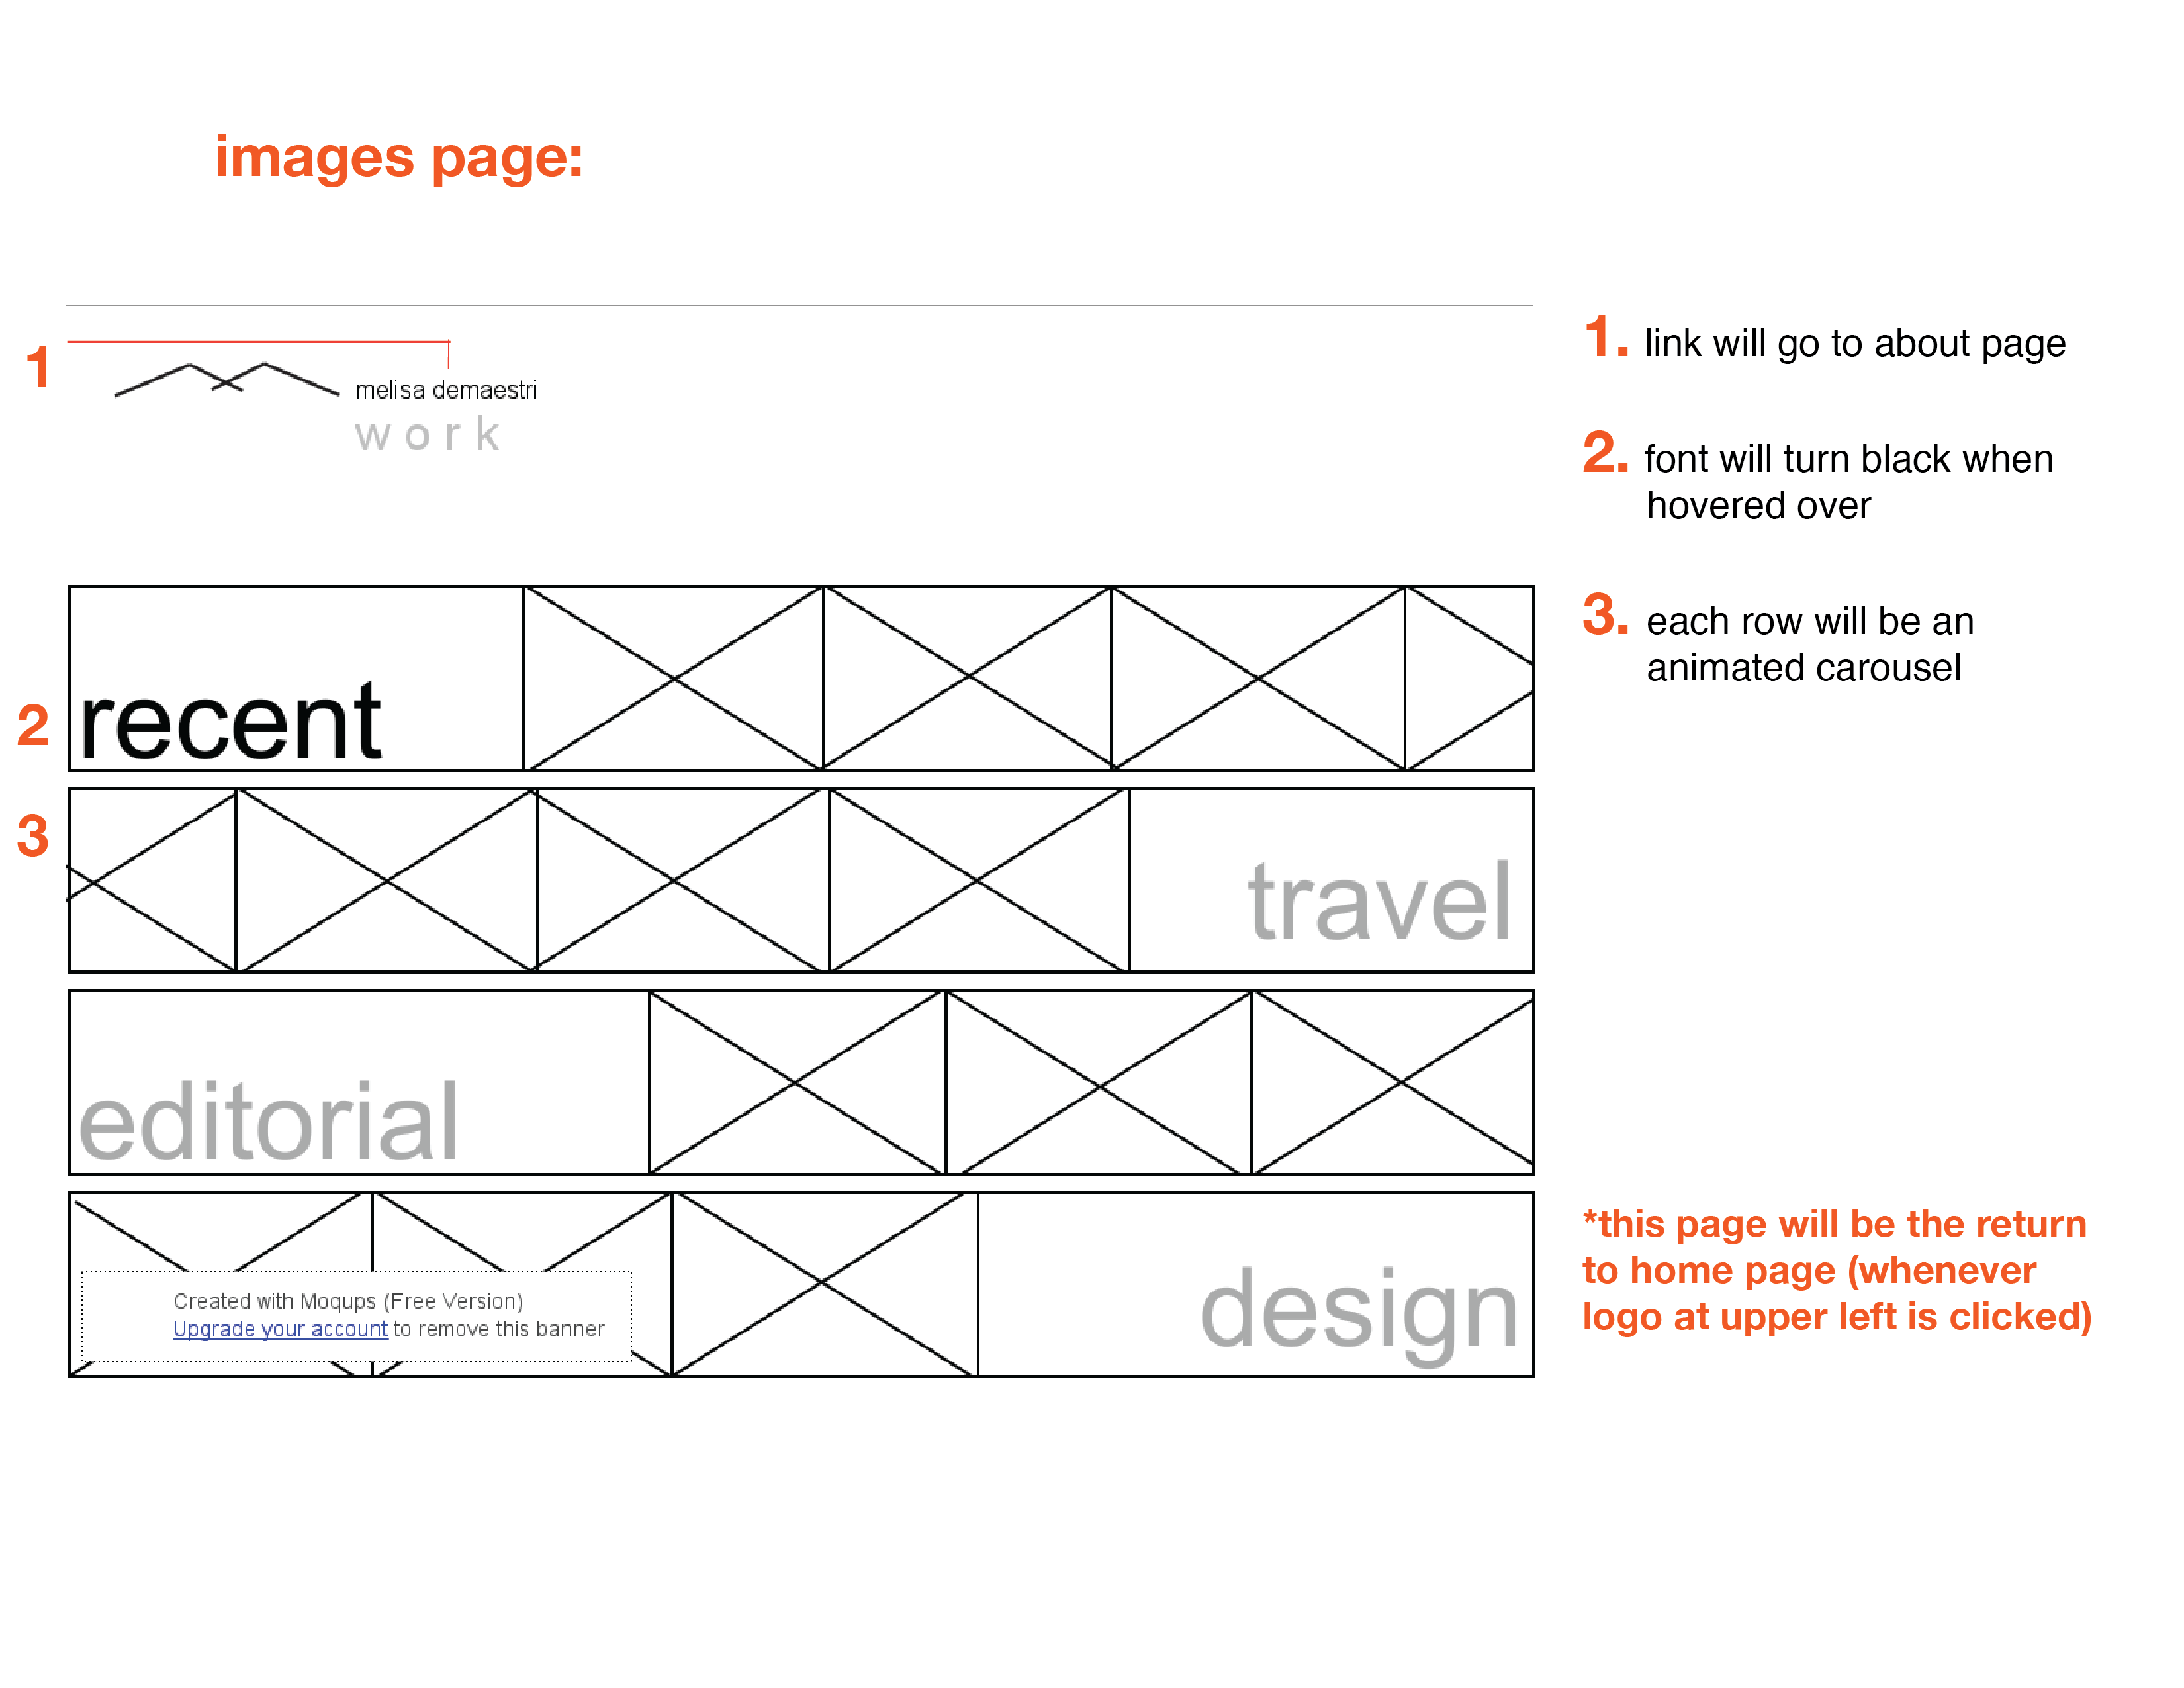 images page:
1
melisa demaestri
work
2
recent
3
travel
editorial
design
Created with Moqups (Free Version)
Upgrade your account to remove this banner
1. link will go to about page
2. font will turn black when
hovered over
3. each row will be an
animated carousel
*this page will be the return
to home page (whenever
logo at upper left is clicked)